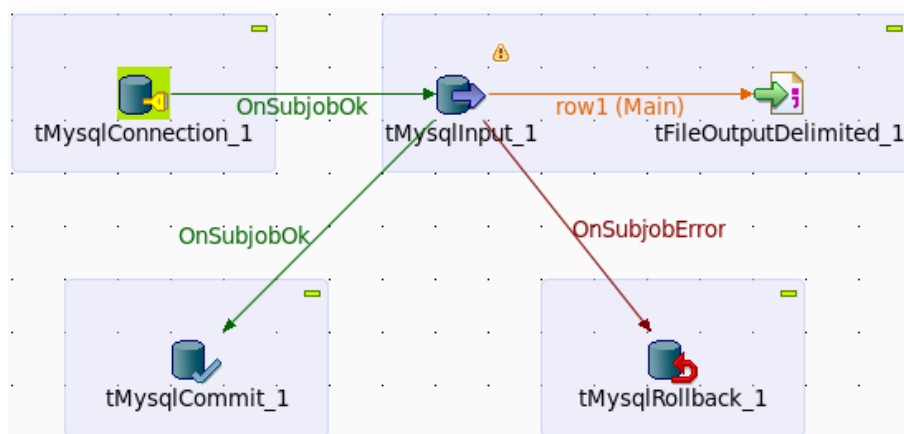 OnSubjobOk
row1 (Main)
tMysqlConnection_1
tMysqlInput_1
tFileOutputDelimited_1
OnSubjobOk
OnSubjobError
tMysqlCommit_1
tMysqlRollback_1